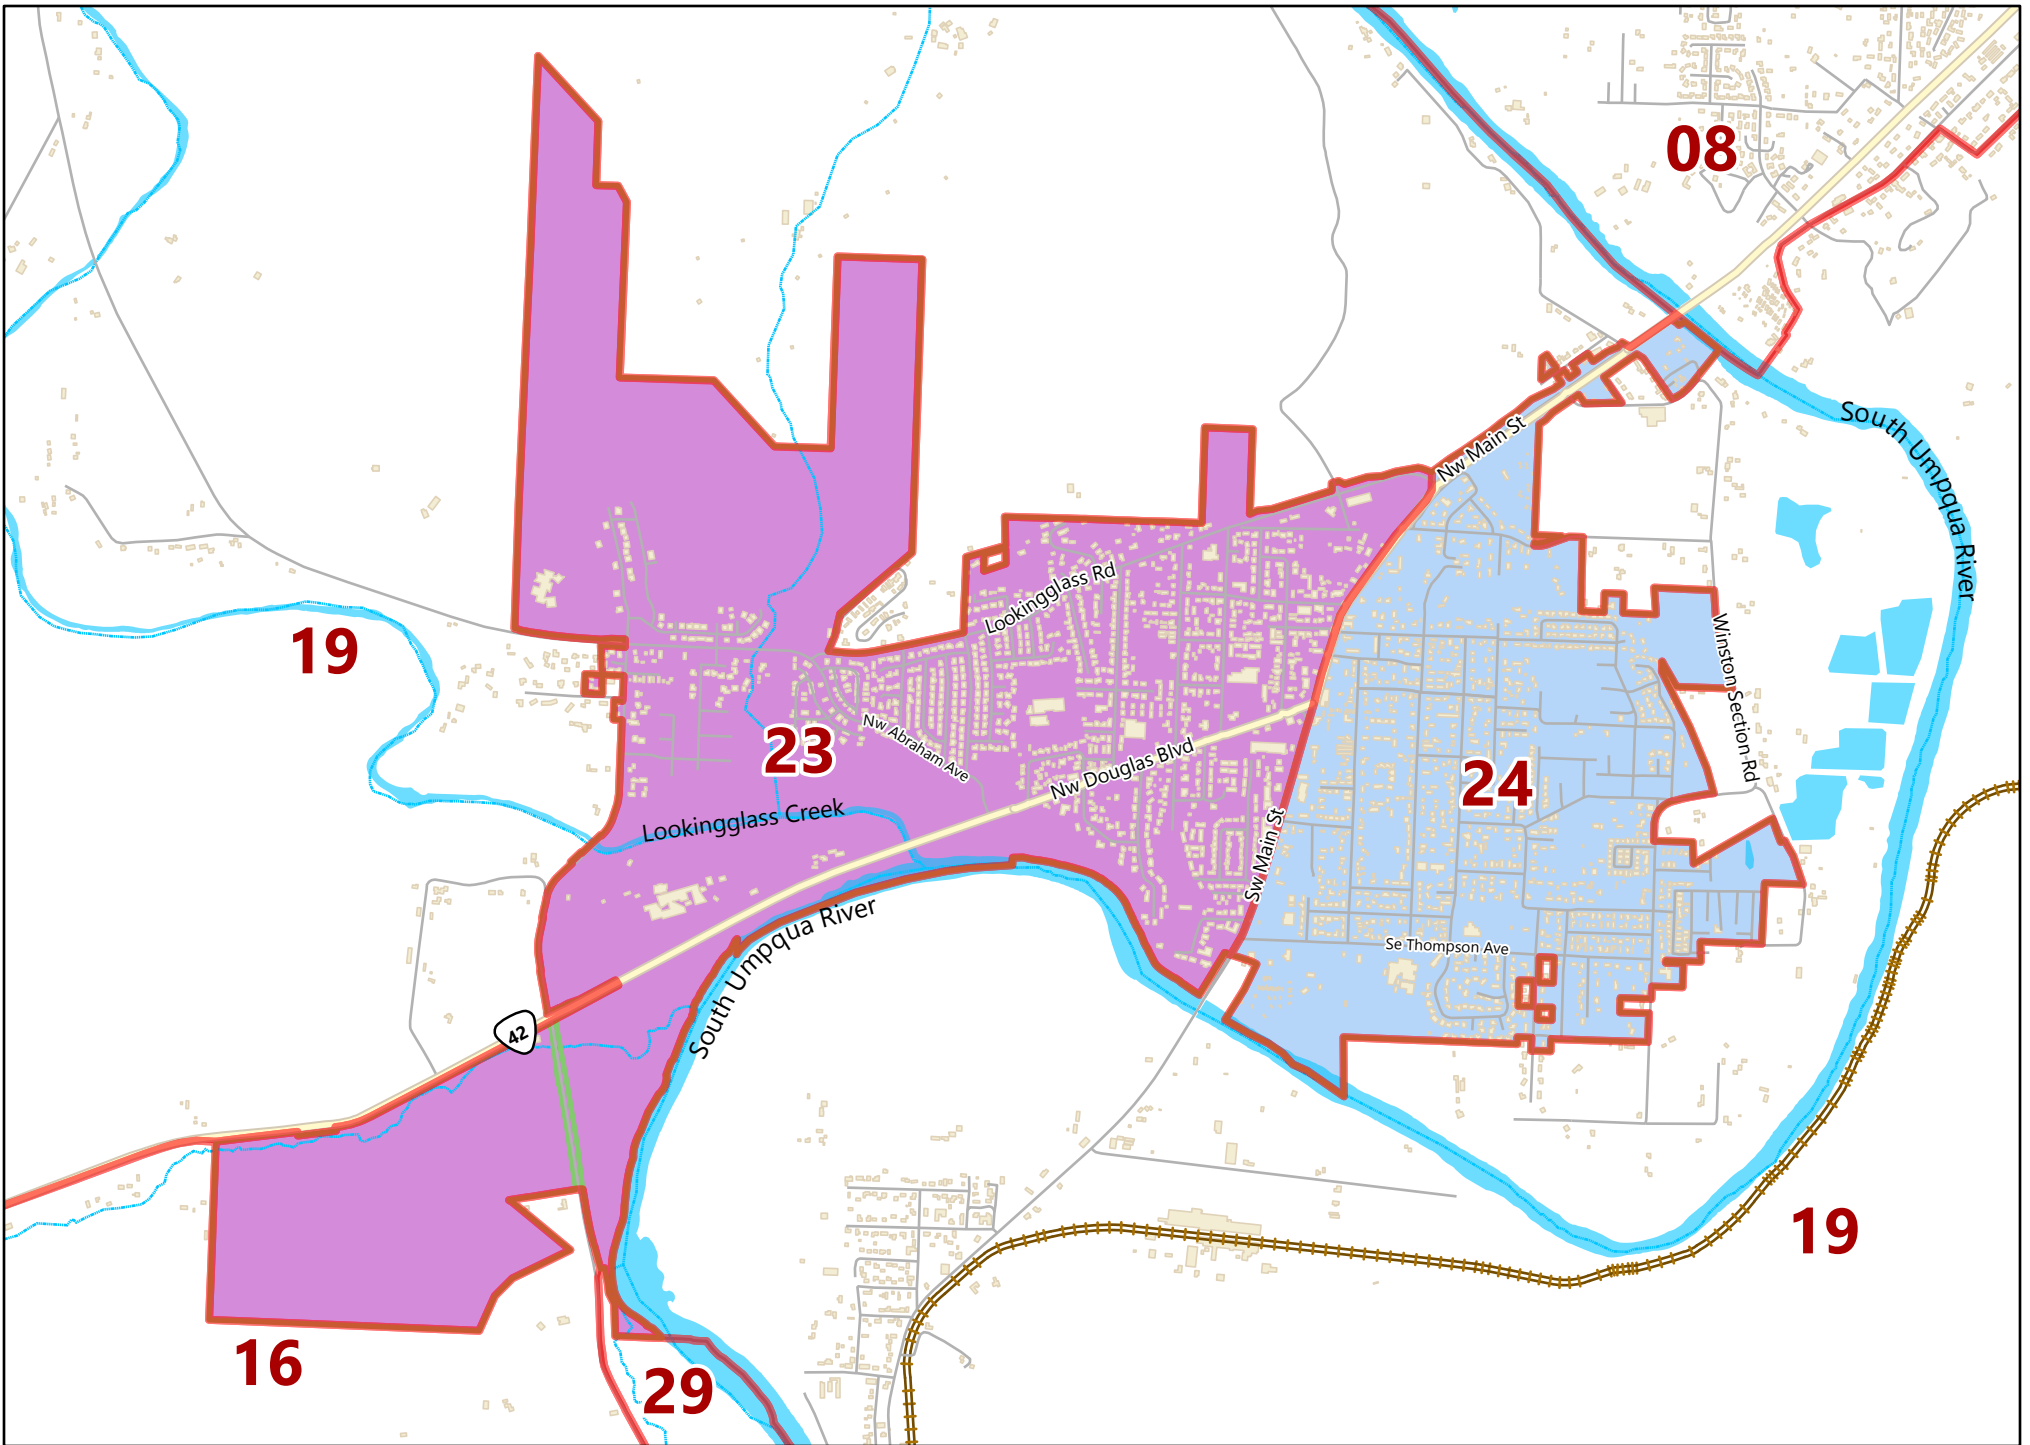 08
South Umpqua River
Nw Main St
Lookingglass Rd
19
Winston Section Rd
Nw Abraham Ave
23
Nw Douglas Blvd
24
Lookingglass Creek
Sw Main St
South Umpqua River
Se Thompson Ave
42
19
16
29